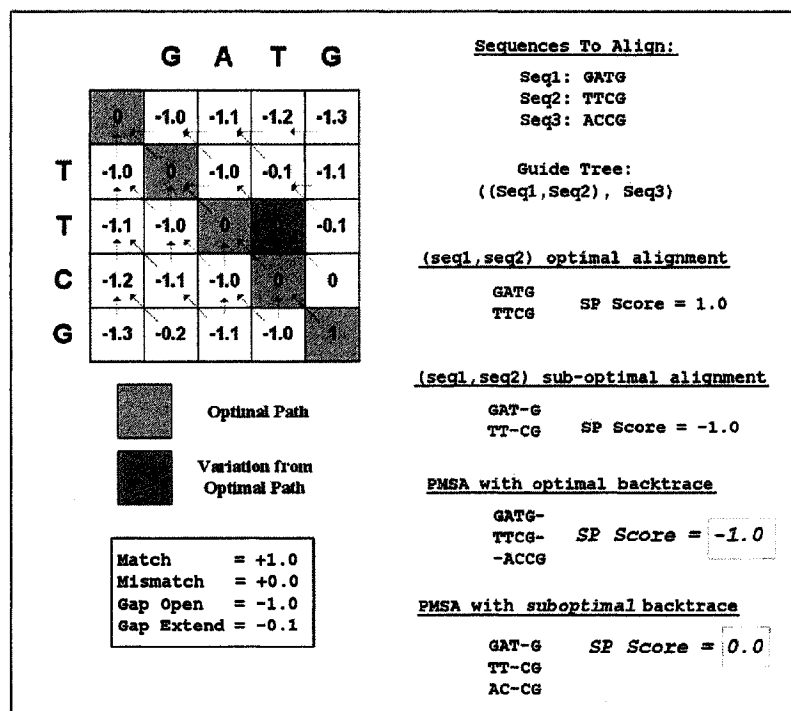 G A T G
0 -1.0 -1.1 -1.2 -1.3
T -1.0 0 -1.0 -0.1 -1.1
T -1.1 -1.0 0 -0.1
C -1.2 -1.1 -1.0 0 0
G -1.3 -0.2 -1.1 -1.0 1
Optimal Path
Variation from
Optimal Path
Match = +1.0
Mismatch = +0.0
Gap Open = -1.0
Gap Extend = -0.1
Sequences To Align:
Seq1: GATG
Seq2: TTCG
Seq3: ACCG
Guide Tree:
((Seq1,Seq2), Seq3)
(seq1,seq2) optimal alignment
GATG
TTCG
SP Score = 1.0
(seq1,seq2) sub-optimal alignment
GAT-G
TT-CG
SP Score = -1.0
PMSA with optimal backtrace
GATG-
TTCG-
-ACCG
SP Score = -1.0
PMSA with suboptimal backtrace
GAT-G
TT-CG
AC-CG
SP Score = 0.0